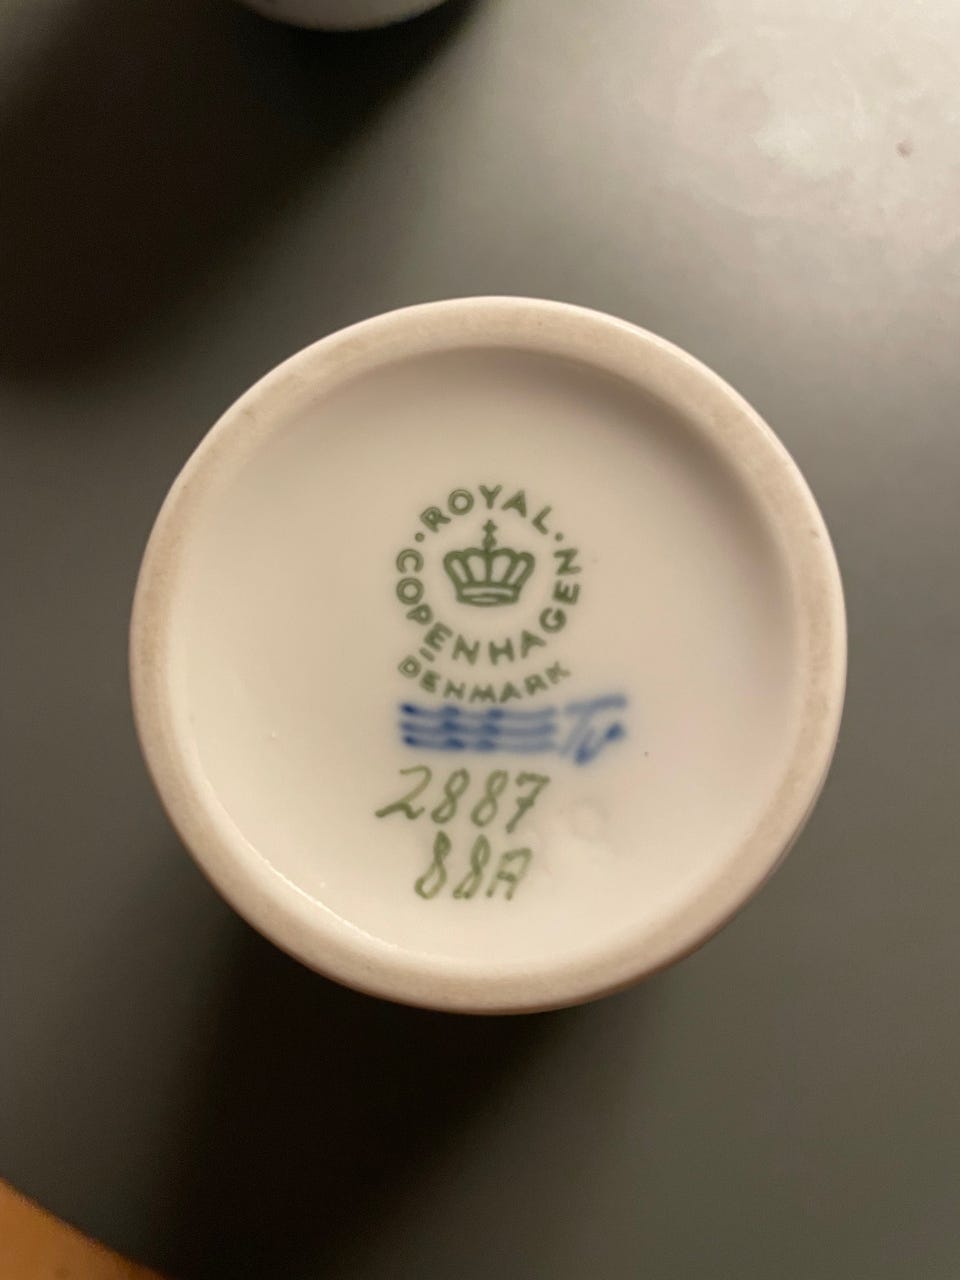 ROYAL
COPENHAGEN
DENMARK
2887
88A